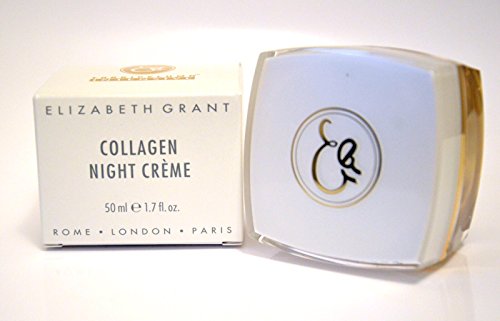 ELIZABETH GRANT
COLLAGEN
NIGHT CRÈME
50 ml ℮ 1.7 fl. oz.
ROME • LONDON • PARIS